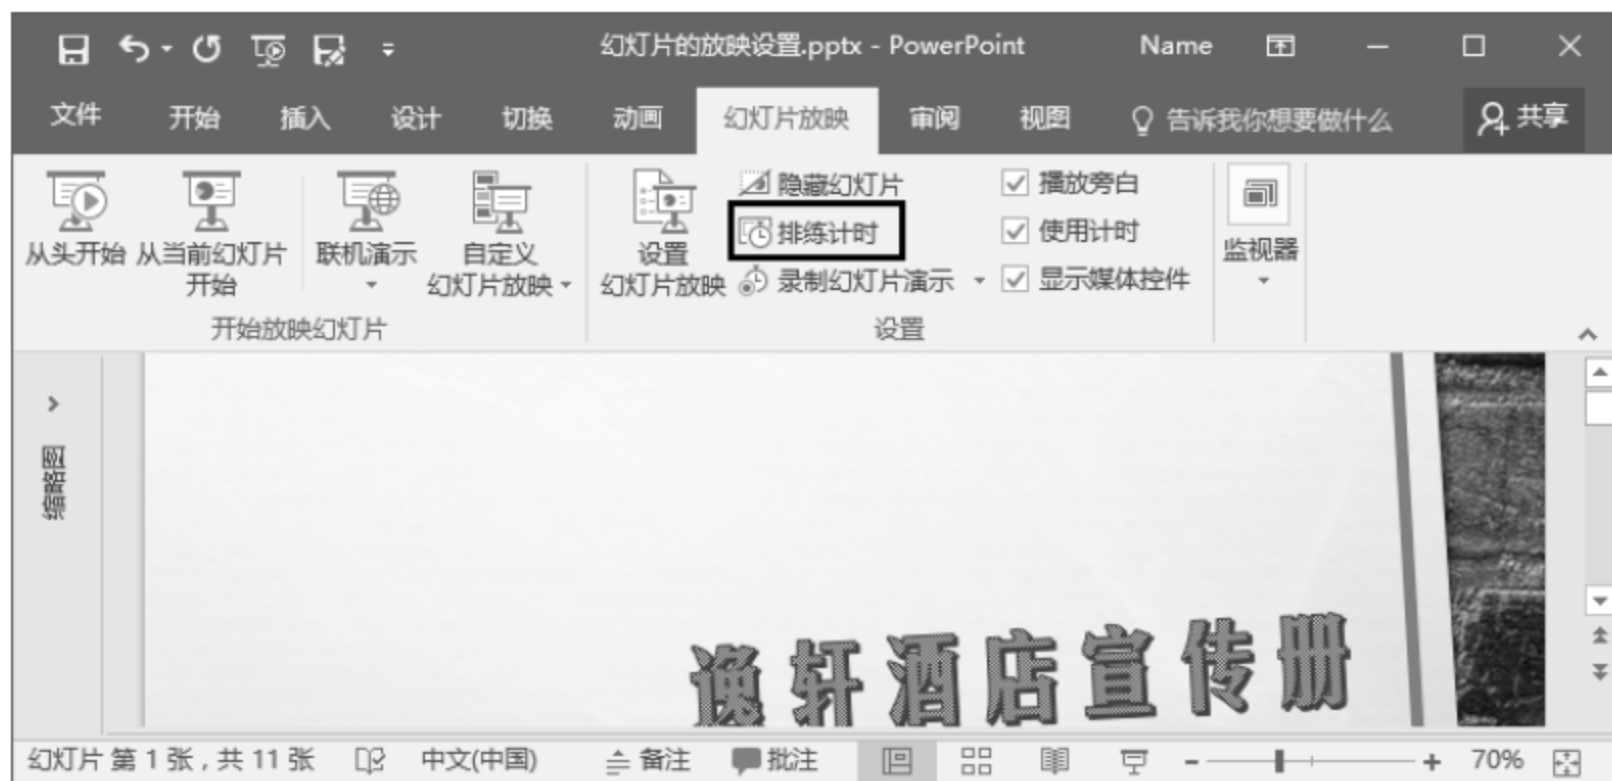 幻灯片的放映设置.pptx - PowerPoint Name
文件 开始 插入 设计 切换 动画 幻灯片放映 审阅 视图 告诉我你想要做什么 共享
从头开始
从当前幻灯片
开始
联机演示
自定义
幻灯片放映
开始放映幻灯片
设置
幻灯片放映
隐藏幻灯片
排练计时
录制幻灯片演示
播放旁白
使用计时
显示媒体控件
设置
监视器
缩略图
逸轩酒店宣传册
幻灯片 第 1 张,共 11 张 中文(中国) 备注 批注 70%